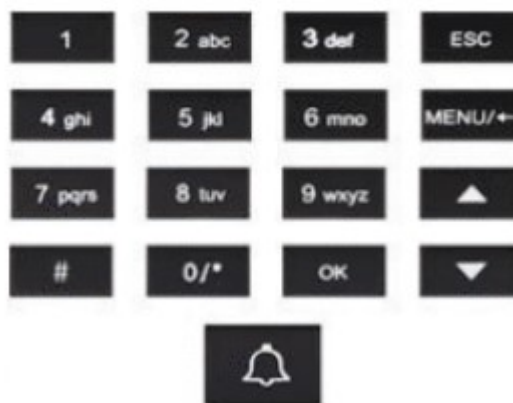 1 2 abc 3 def ESC
4 ghi 5 jkl 6 mno MENU/←
7 pqrs 8 tuv 9 wxyz ▲
# 0/* OK ▼